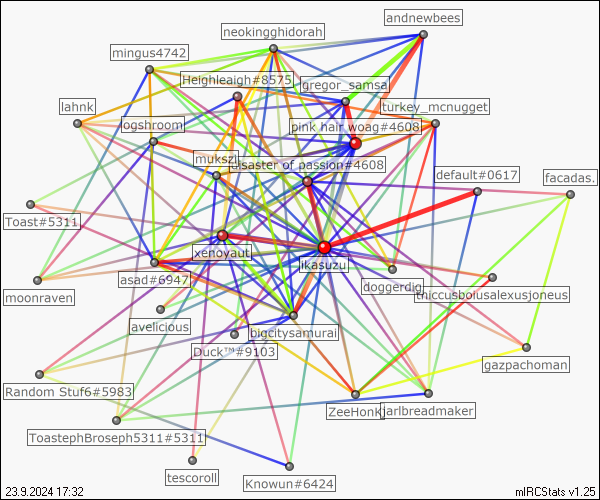 andnewbees
neokingghidorah
mingus4742
Heighleaigh#8575
gregor_samsa
lahnk
turkey_mcnugget
ogshroom
pink hair woag#4608
mukszi
disaster of passion#4608
default#0617
facadas.
Toast#5311
xenoyaut
ikasuzu
asad#6947
doggerdig
thiccusboiusalexusjoneus
moonraven
avelicious
bigcitysamurai
Duck™#9103
gazpachoman
Random Stuf6#5983
ZeeHonk
jarlbreadmaker
ToastephBroseph5311#5311
tescoroll
Knowun#6424
23.9.2024 17:32
mIRCStats v1.25